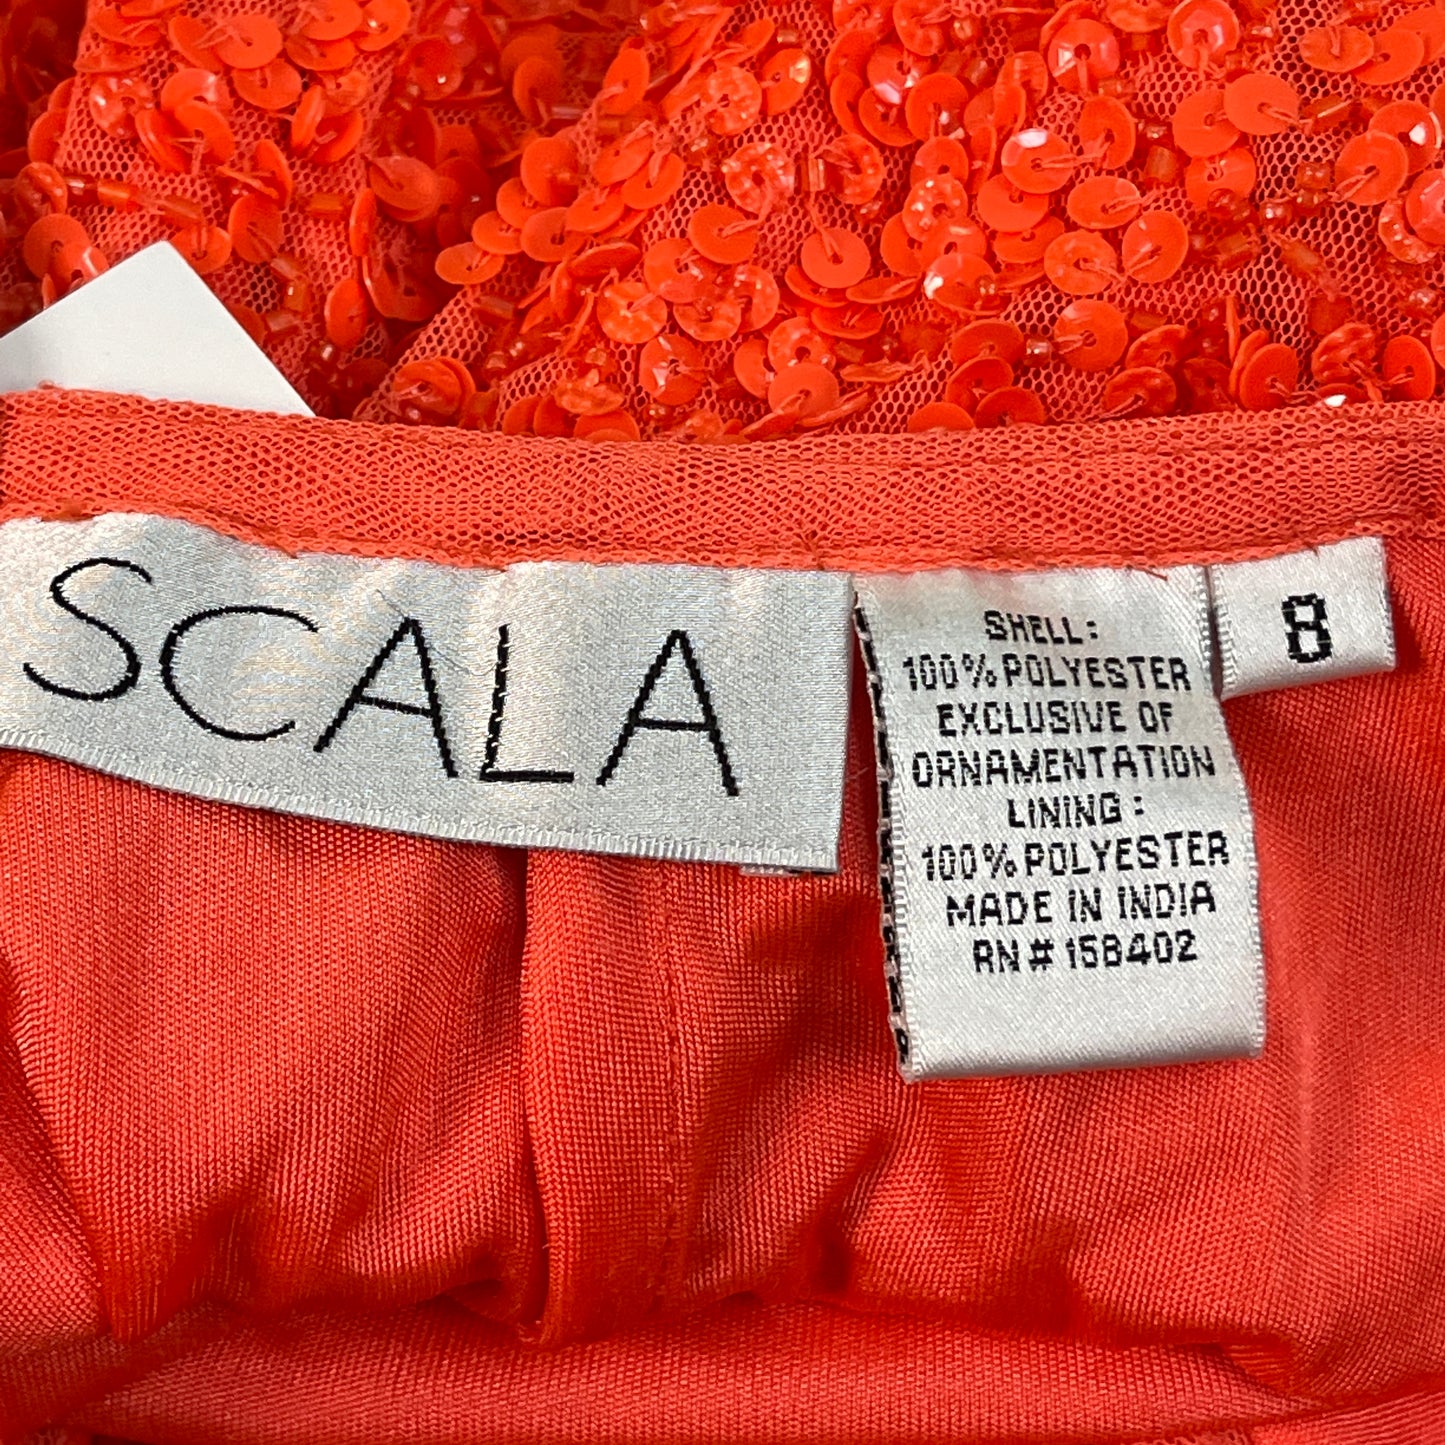 SCALA
SHELL:
100% POLYESTER
EXCLUSIVE OF
ORNAMENTATION
LINING:
100% POLYESTER
MADE IN INDIA
RN# 158402
8